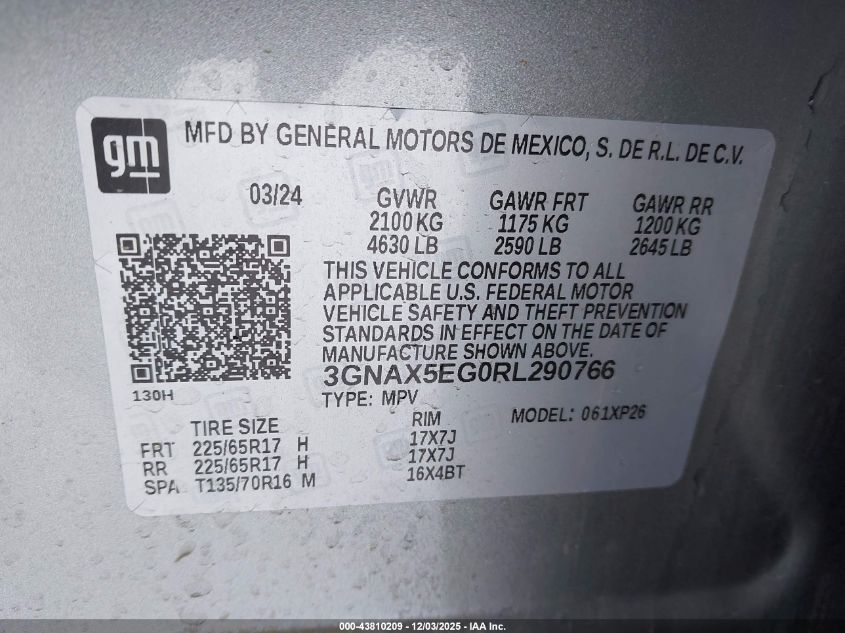 gm
MFD BY GENERAL MOTORS DE MEXICO, S. DE R.L. DE C.V.
03/24 GVWR GAWR FRT GAWR RR
2100 KG 1175 KG 1200 KG
4630 LB 2590 LB 2645 LB
THIS VEHICLE CONFORMS TO ALL
APPLICABLE U.S. FEDERAL MOTOR
VEHICLE SAFETY AND THEFT PREVENTION
STANDARDS IN EFFECT ON THE DATE OF
MANUFACTURE SHOWN ABOVE.
3GNAX5EG0RL290766
130H TYPE: MPV
TIRE SIZE RIM MODEL: 061XP26
FRT 225/65R17 H 17X7J
RR 225/65R17 H 17X7J
SPA T135/70R16 M 16X4BT
000-43810209 - 12/03/2025 - IAA Inc.